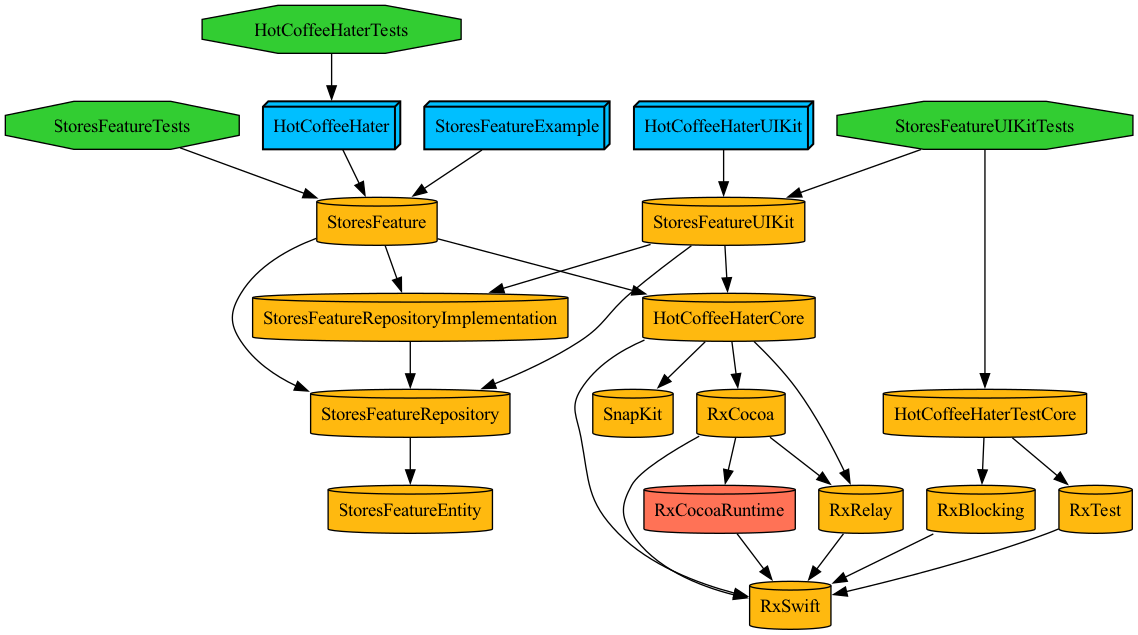 HotCoffeeHaterTests
StoresFeatureTests
HotCoffeeHater
StoresFeatureExample
HotCoffeeHaterUIKit
StoresFeatureUIKitTests
StoresFeature
StoresFeatureUIKit
StoresFeatureRepositoryImplementation
HotCoffeeHaterCore
StoresFeatureRepository
SnapKit
RxCocoa
HotCoffeeHaterTestCore
StoresFeatureEntity
RxCocoaRuntime
RxRelay
RxBlocking
RxTest
RxSwift